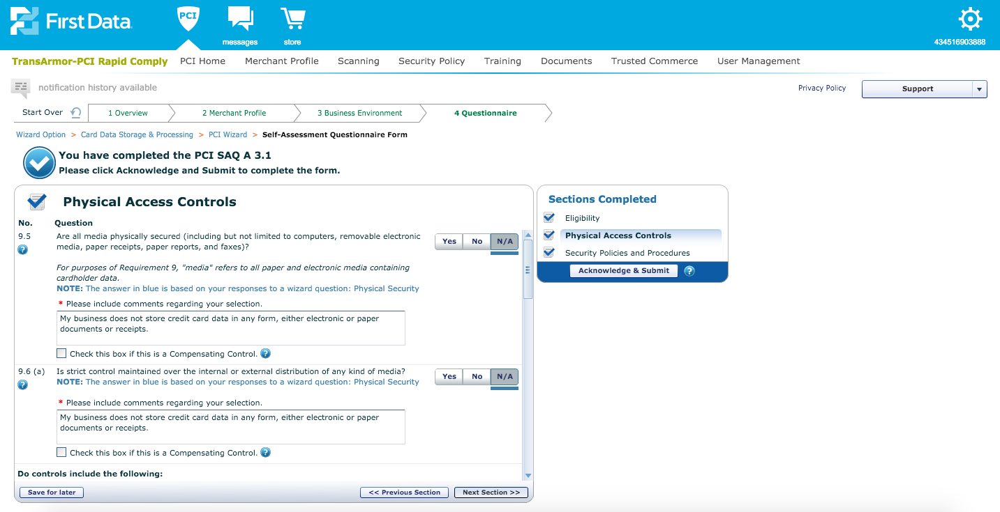 First Data
PCI
messages
store
434516903888
TransArmor-PCI Rapid Comply
PCI Home
Merchant Profile
Scanning
Security Policy
Training
Documents
Trusted Commerce
User Management
notification history available
Privacy Policy
Support
Start Over
1 Overview
2 Merchant Profile
3 Business Environment
4 Questionnaire
Wizard Option > Card Data Storage & Processing > PCI Wizard > Self-Assessment Questionnaire Form
You have completed the PCI SAQ A 3.1
Please click Acknowledge and Submit to complete the form.
Physical Access Controls
No. Question
9.5 Are all media physically secured (including but not limited to computers, removable electronic
media, paper receipts, paper reports, and faxes)?
Yes No N/A
?
For purposes of Requirement 9, "media" refers to all paper and electronic media containing
cardholder data.
NOTE: The answer in blue is based on your responses to a wizard question: Physical Security
* Please include comments regarding your selection.
My business does not store credit card data in any form, either electronic or paper
documents or receipts.
Check this box if this is a Compensating Control. ?
9.6 (a) Is strict control maintained over the internal or external distribution of any kind of media?
Yes No N/A
?
NOTE: The answer in blue is based on your responses to a wizard question: Physical Security
* Please include comments regarding your selection.
My business does not store credit card data in any form, either electronic or paper
documents or receipts.
Check this box if this is a Compensating Control. ?
Do controls include the following:
Save for later
<< Previous Section
Next Section >>
Sections Completed
Eligibility
Physical Access Controls
Security Policies and Procedures
Acknowledge & Submit ?